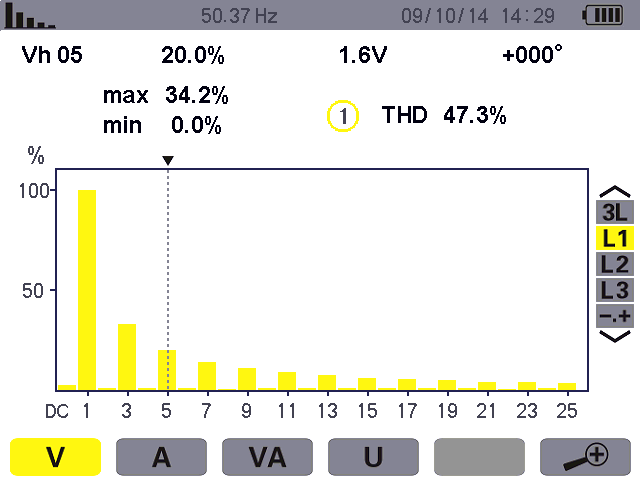 50.37 Hz 09/10/14 14:29
Vh 05 20.0% 1.6V +000°
max 34.2%
min 0.0%
1 THD 47.3%
%
100
50
DC 1 3 5 7 9 11 13 15 17 19 21 23 25
3L
L1
L2
L3
-.+
V A VA U